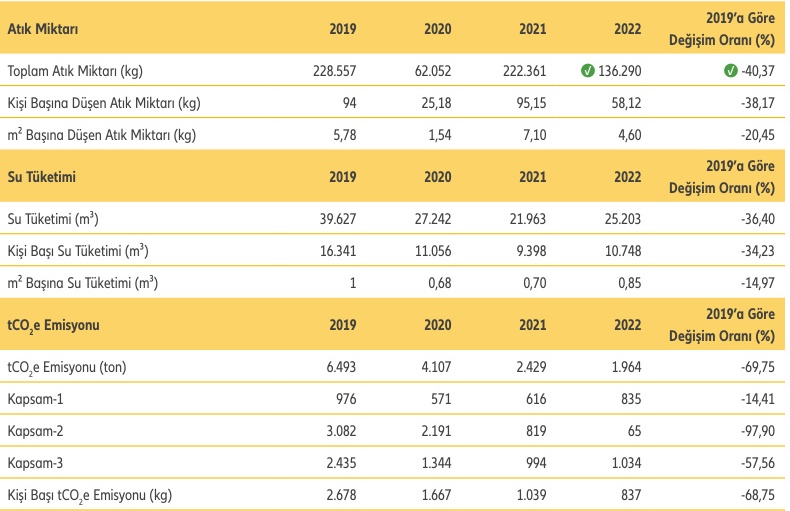 Atık Miktarı 2019 2020 2021 2022 2019’a Göre Değişim Oranı (%)
Toplam Atık Miktarı (kg) 228.557 62.052 222.361 136.290 -40,37
Kişi Başına Düşen Atık Miktarı (kg) 94 25,18 95,15 58,12 -38,17
m² Başına Düşen Atık Miktarı (kg) 5,78 1,54 7,10 4,60 -20,45
Su Tüketimi 2019 2020 2021 2022 2019’a Göre Değişim Oranı (%)
Su Tüketimi (m³) 39.627 27.242 21.963 25.203 -36,40
Kişi Başı Su Tüketimi (m³) 16.341 11.056 9.398 10.748 -34,23
m² Başına Su Tüketimi (m³) 1 0,68 0,70 0,85 -14,97
tCO₂e Emisyonu 2019 2020 2021 2022 2019’a Göre Değişim Oranı (%)
tCO₂e Emisyonu (ton) 6.493 4.107 2.429 1.964 -69,75
Kapsam-1 976 571 616 835 -14,41
Kapsam-2 3.082 2.191 819 65 -97,90
Kapsam-3 2.435 1.344 994 1.034 -57,56
Kişi Başı tCO₂e Emisyonu (kg) 2.678 1.667 1.039 837 -68,75